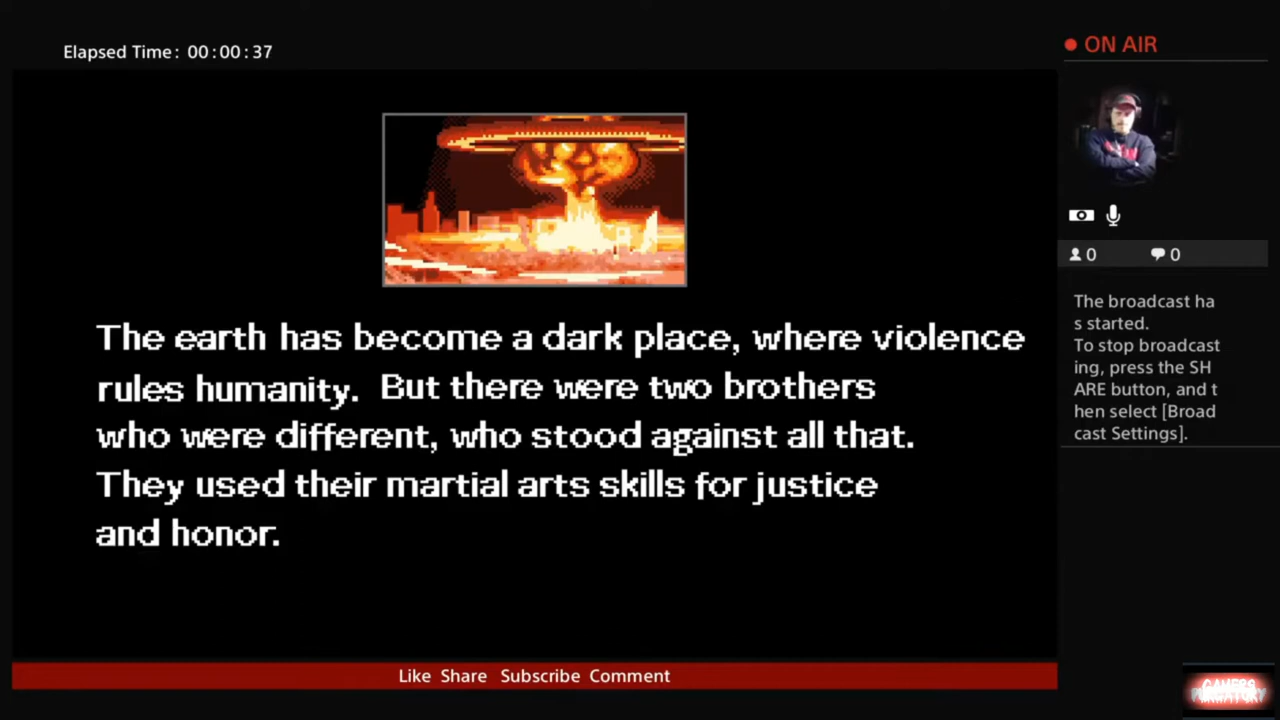 Elapsed Time: 00:00:37
ON AIR
0 0
The broadcast ha
s started.
To stop broadcast
ing, press the SH
ARE button, and t
hen select [Broad
cast Settings].
The earth has become a dark place, where violence
rules humanity. But there were two brothers
who were different, who stood against all that.
They used their martial arts skills for justice
and honor.
Like Share Subscribe Comment
GAMERS
PURGATORY